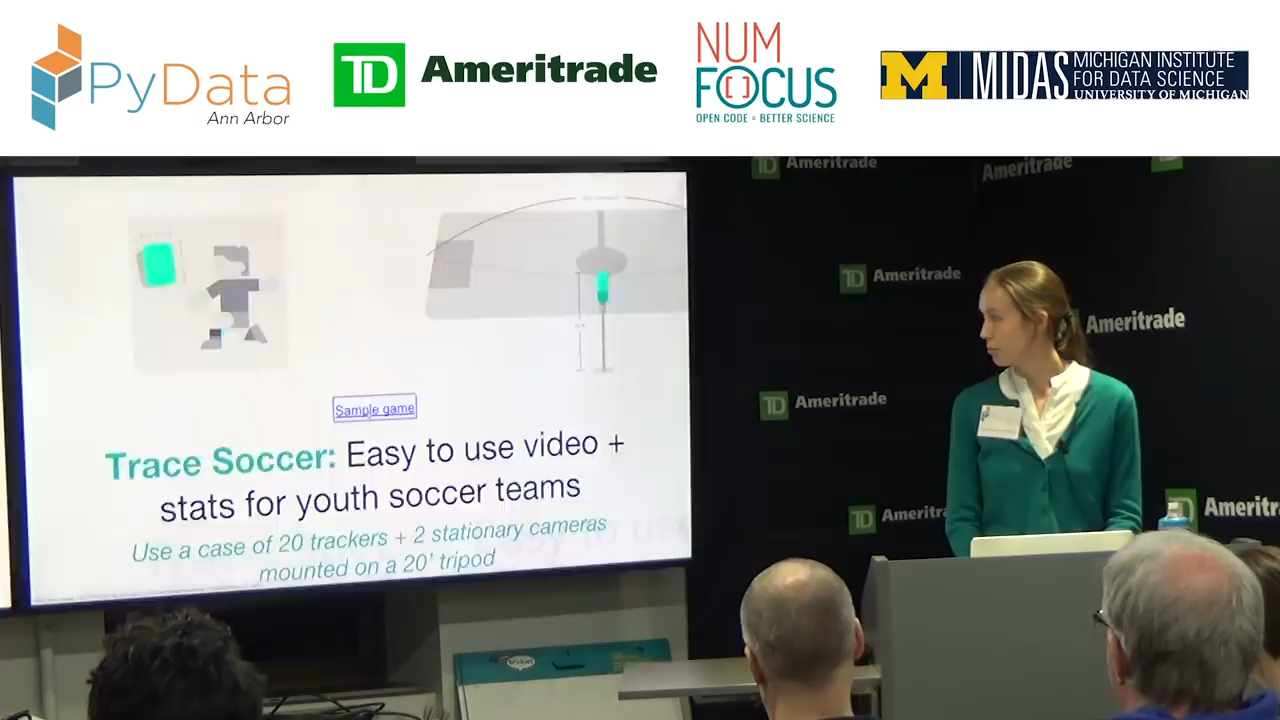 PyData
Ann Arbor
TD Ameritrade
NUM
FOCUS
OPEN CODE = BETTER SCIENCE
M MIDAS
MICHIGAN INSTITUTE
FOR DATA SCIENCE
UNIVERSITY OF MICHIGAN
TD Ameritrade
Ameritrade
TD
TD Ameritrade
Ameritrade
TD Ameritrade
TD Ameritra
TD Ameritrade
Sample game
Trace Soccer: Easy to use video +
stats for youth soccer teams
Use a case of 20 trackers + 2 stationary cameras
mounted on a 20' tripod